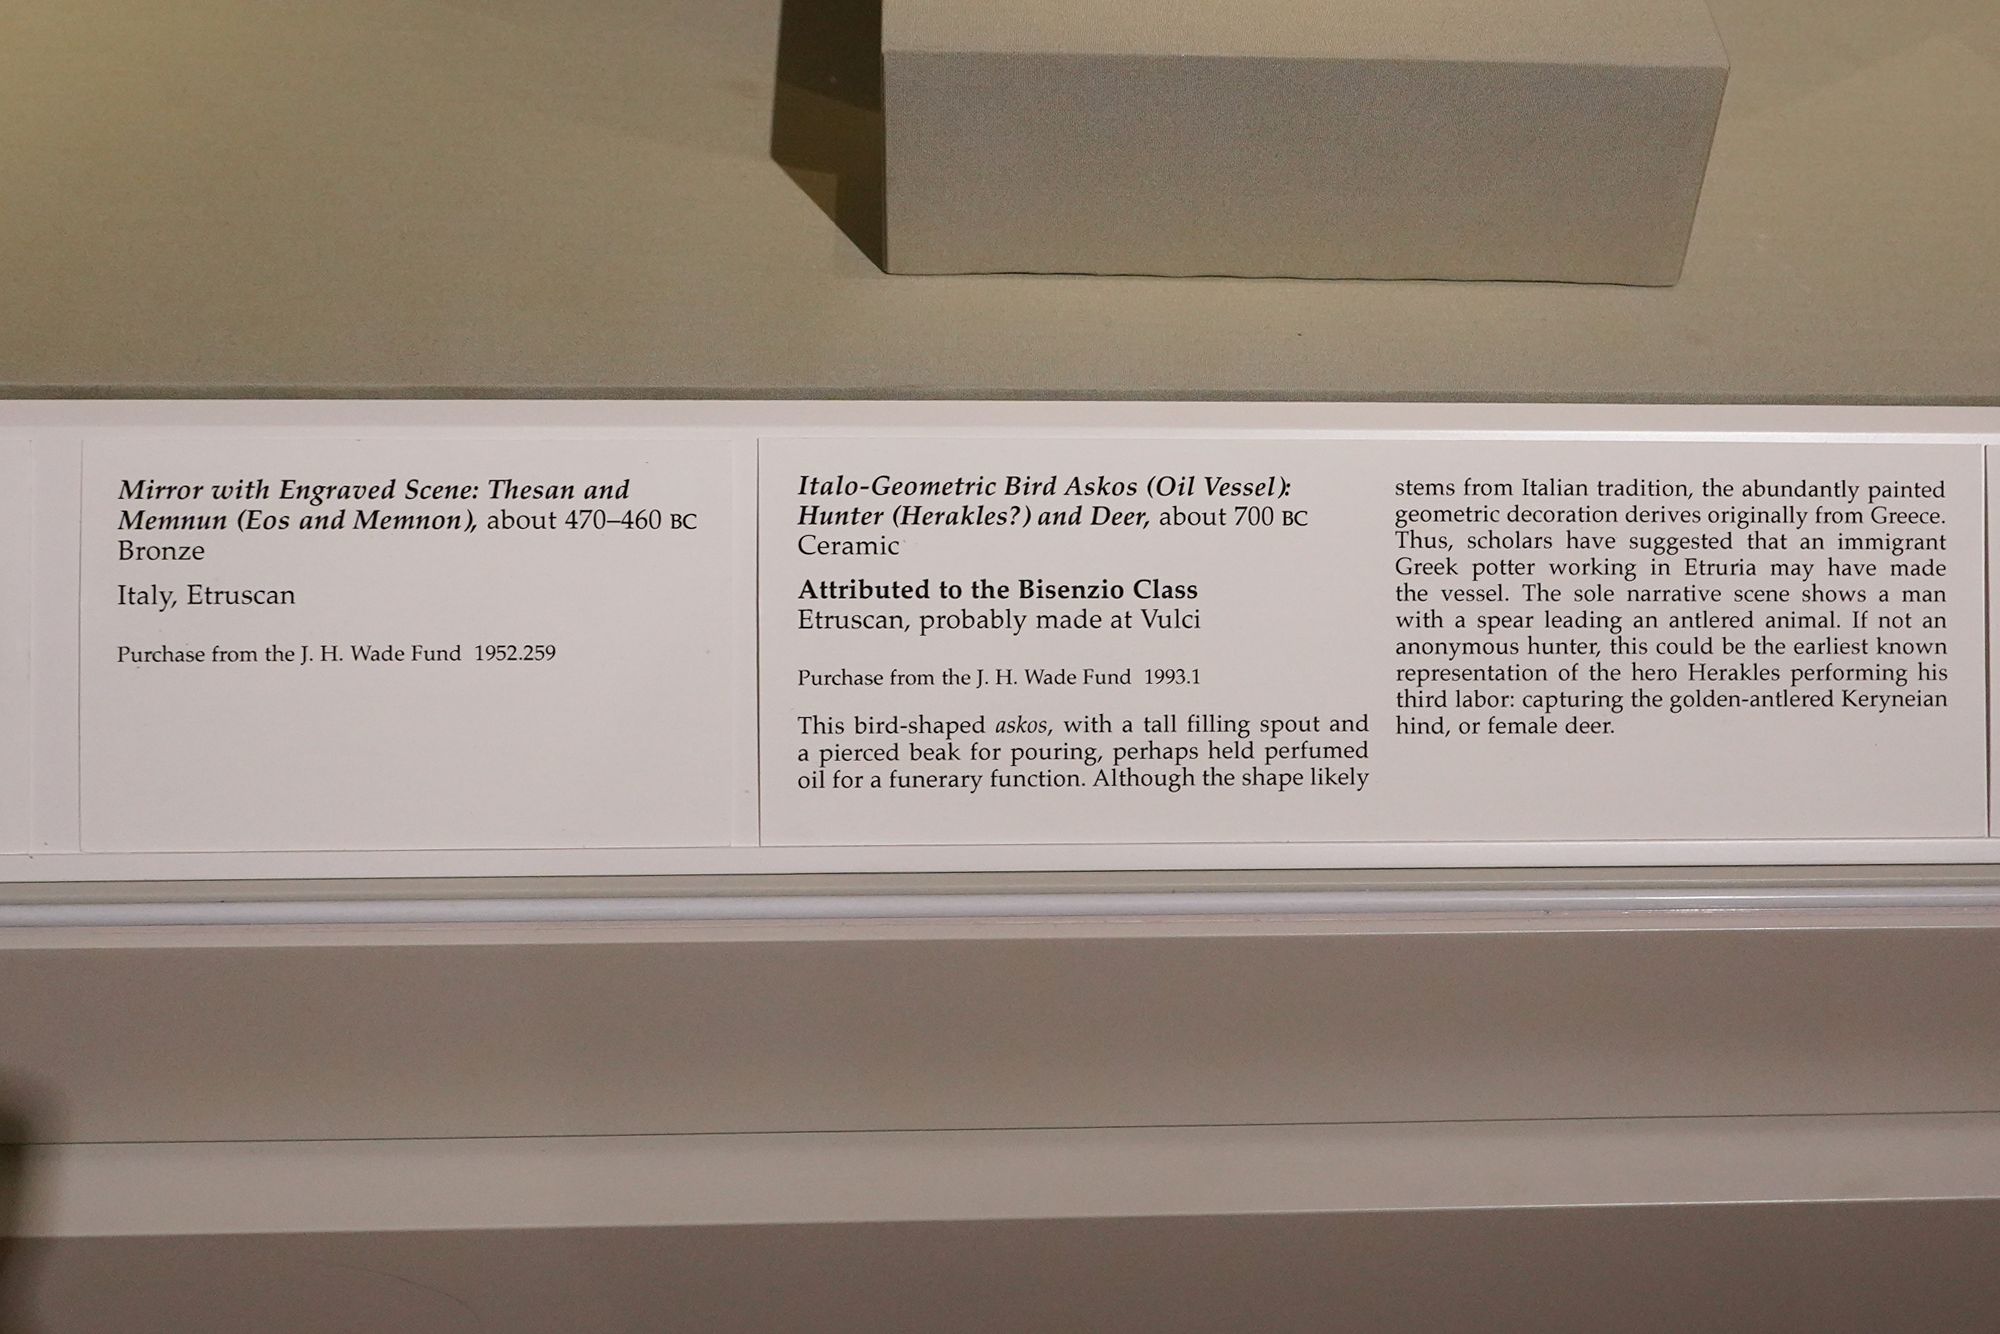 Mirror with Engraved Scene: Thesan and
Memnun (Eos and Memnon), about 470–460 BC
Bronze
Italy, Etruscan
Purchase from the J. H. Wade Fund 1952.259
Italo-Geometric Bird Askos (Oil Vessel):
Hunter (Herakles?) and Deer, about 700 BC
Ceramic
Attributed to the Bisenzio Class
Etruscan, probably made at Vulci
Purchase from the J. H. Wade Fund 1993.1
This bird-shaped askos, with a tall filling spout and
a pierced beak for pouring, perhaps held perfumed
oil for a funerary function. Although the shape likely
stems from Italian tradition, the abundantly painted
geometric decoration derives originally from Greece.
Thus, scholars have suggested that an immigrant
Greek potter working in Etruria may have made
the vessel. The sole narrative scene shows a man
with a spear leading an antlered animal. If not an
anonymous hunter, this could be the earliest known
representation of the hero Herakles performing his
third labor: capturing the golden-antlered Keryneian
hind, or female deer.